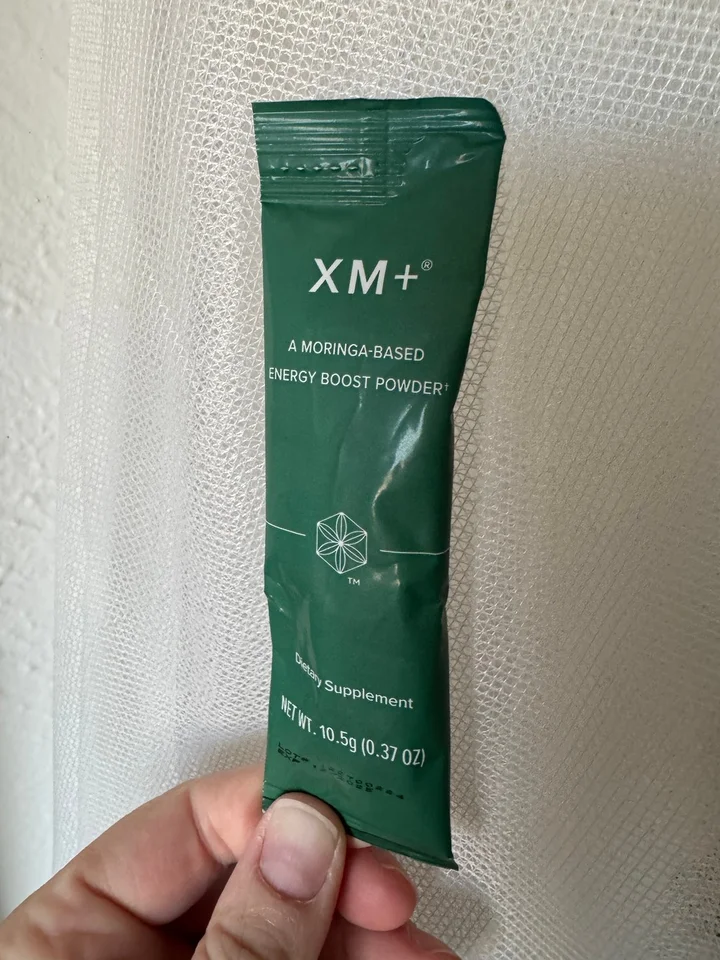 XM+®
A MORINGA-BASED
ENERGY BOOST POWDER†
TM
Dietary Supplement
NET WT. 10.5g (0.37 OZ)